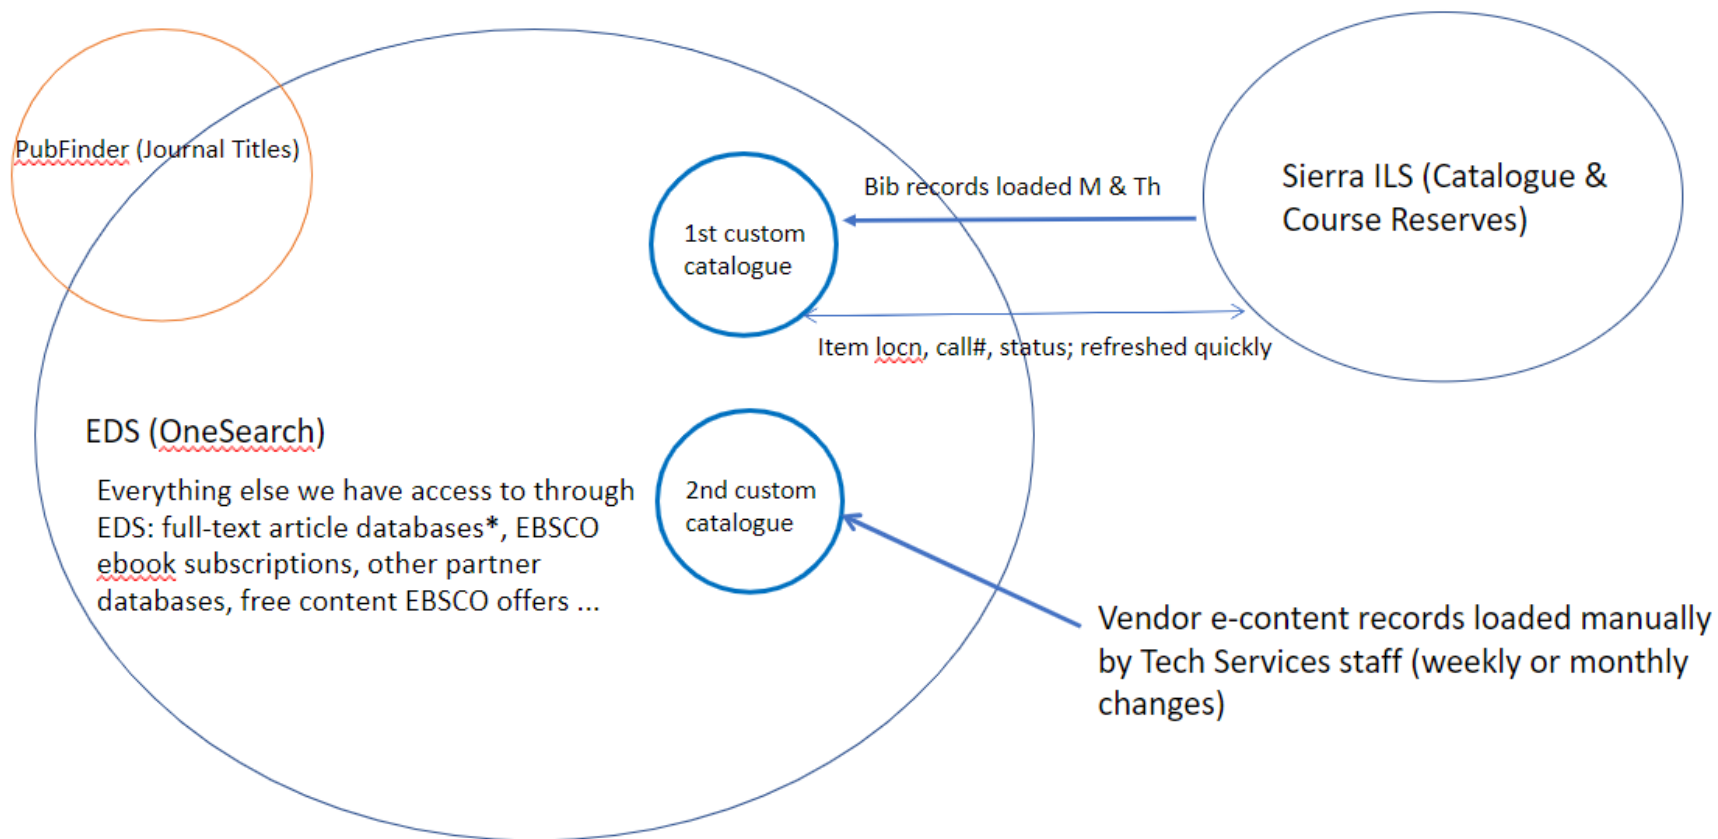 PubFinder (Journal Titles)
Bib records loaded M & Th
Sierra ILS (Catalogue &
Course Reserves)
1st custom
catalogue
Item locn, call#, status; refreshed quickly
EDS (OneSearch)
Everything else we have access to through
EDS: full-text article databases*, EBSCO
ebook subscriptions, other partner
databases, free content EBSCO offers ...
2nd custom
catalogue
Vendor e-content records loaded manually
by Tech Services staff (weekly or monthly
changes)